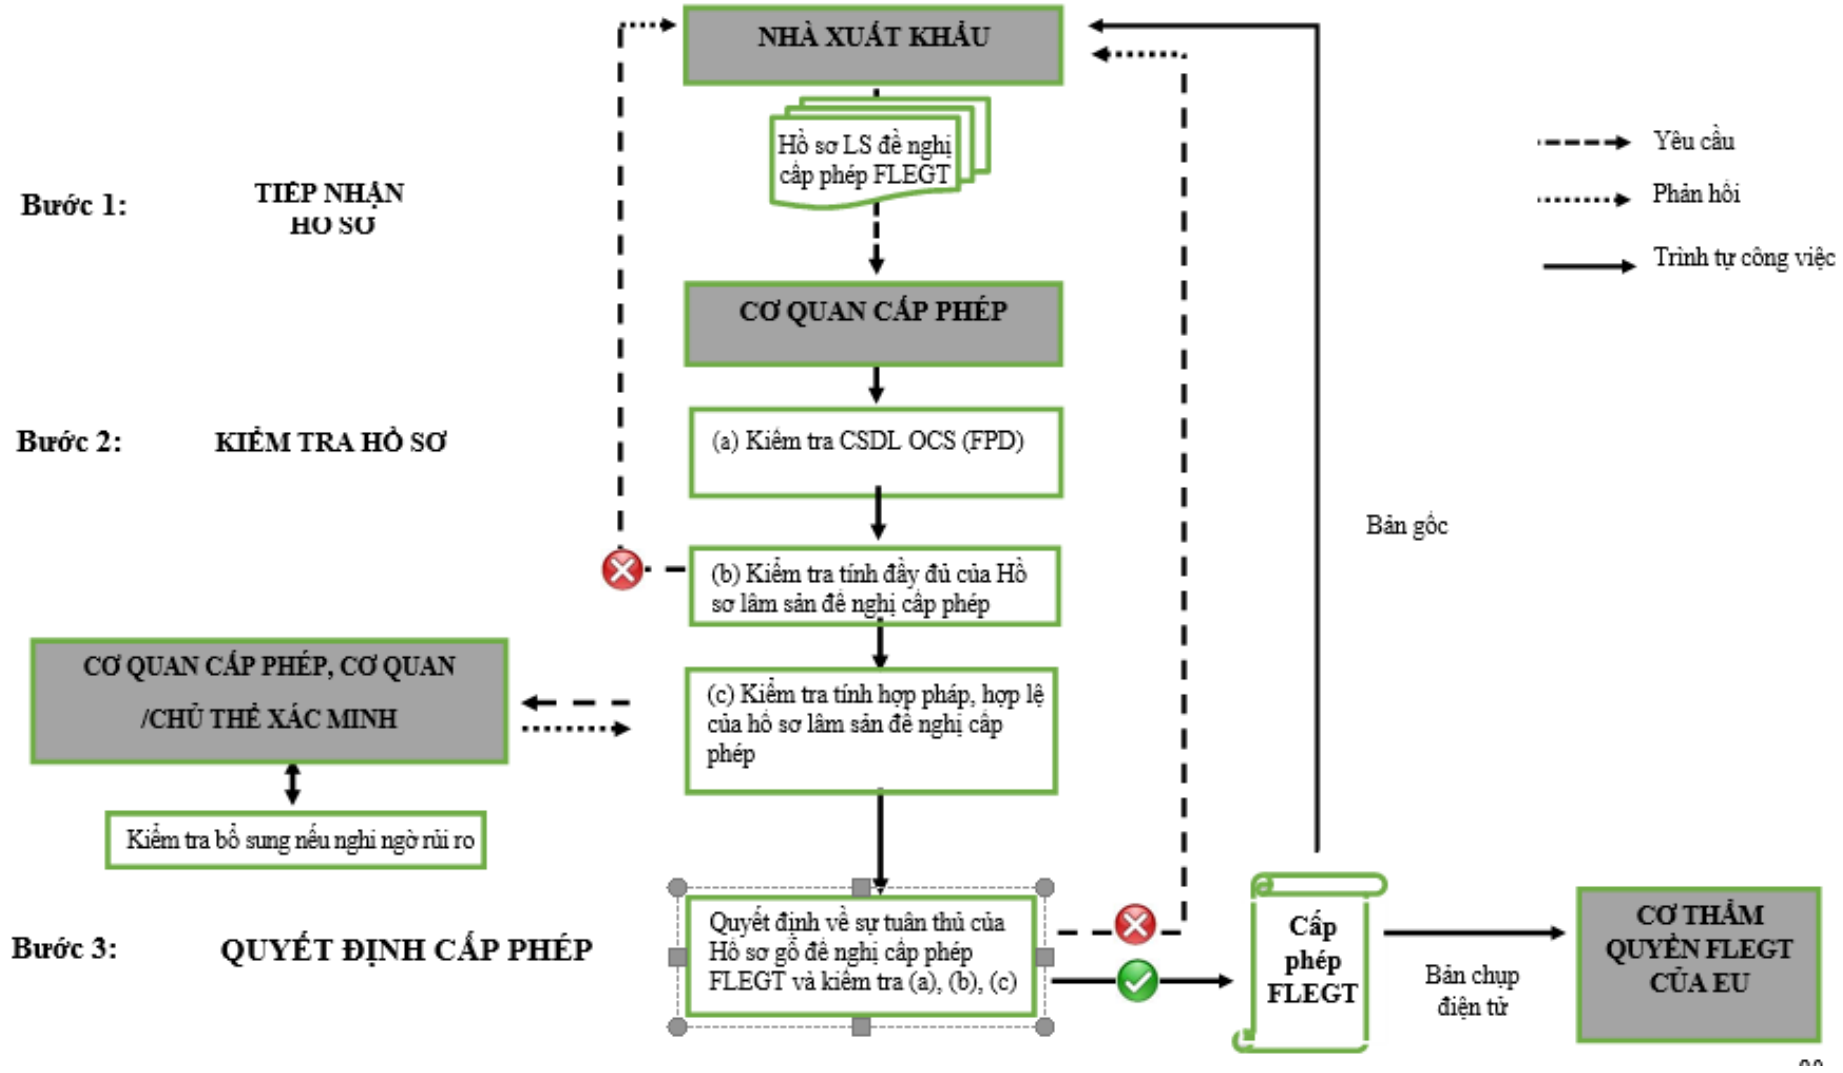 NHÀ XUẤT KHẨU
Hồ sơ LS đề nghị
cấp phép FLEGT
Yêu cầu
Phản hồi
Trình tự công việc
Bước 1:
TIẾP NHẬN
HỒ SƠ
CƠ QUAN CẤP PHÉP
Bước 2:
KIỂM TRA HỒ SƠ
(a) Kiểm tra CSDL OCS (FPD)
Bản gốc
(b) Kiểm tra tính đầy đủ của Hồ
sơ lâm sản đề nghị cấp phép
CƠ QUAN CẤP PHÉP, CƠ QUAN
/CHỦ THỂ XÁC MINH
(c) Kiểm tra tính hợp pháp, hợp lệ
của hồ sơ lâm sản đề nghị cấp
phép
Kiểm tra bổ sung nếu nghi ngờ rủi ro
Bước 3:
QUYẾT ĐỊNH CẤP PHÉP
Quyết định về sự tuân thủ của
Hồ sơ gỗ đề nghị cấp phép
FLEGT và kiểm tra (a), (b), (c)
Cấp
phép
FLEGT
Bản chụp
điện tử
CƠ THẨM
QUYỀN FLEGT
CỦA EU